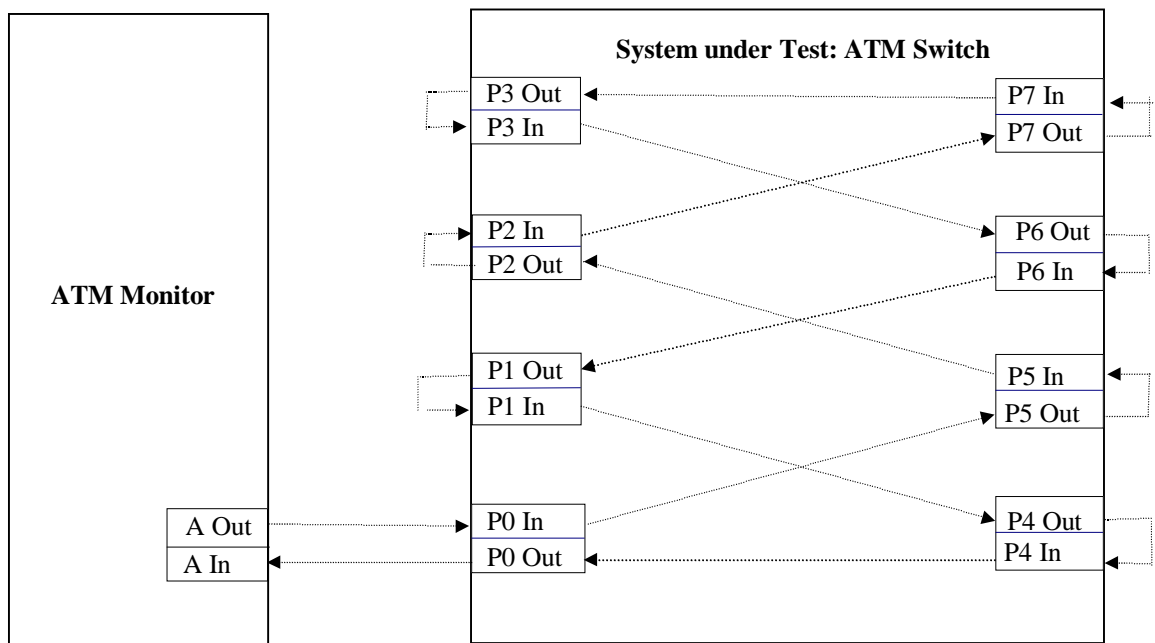 System under Test: ATM Switch
P3 Out
P3 In
P7 In
P7 Out
P2 In
P2 Out
P6 Out
P6 In
ATM Monitor
P1 Out
P1 In
P5 In
P5 Out
A Out
A In
P0 In
P0 Out
P4 Out
P4 In